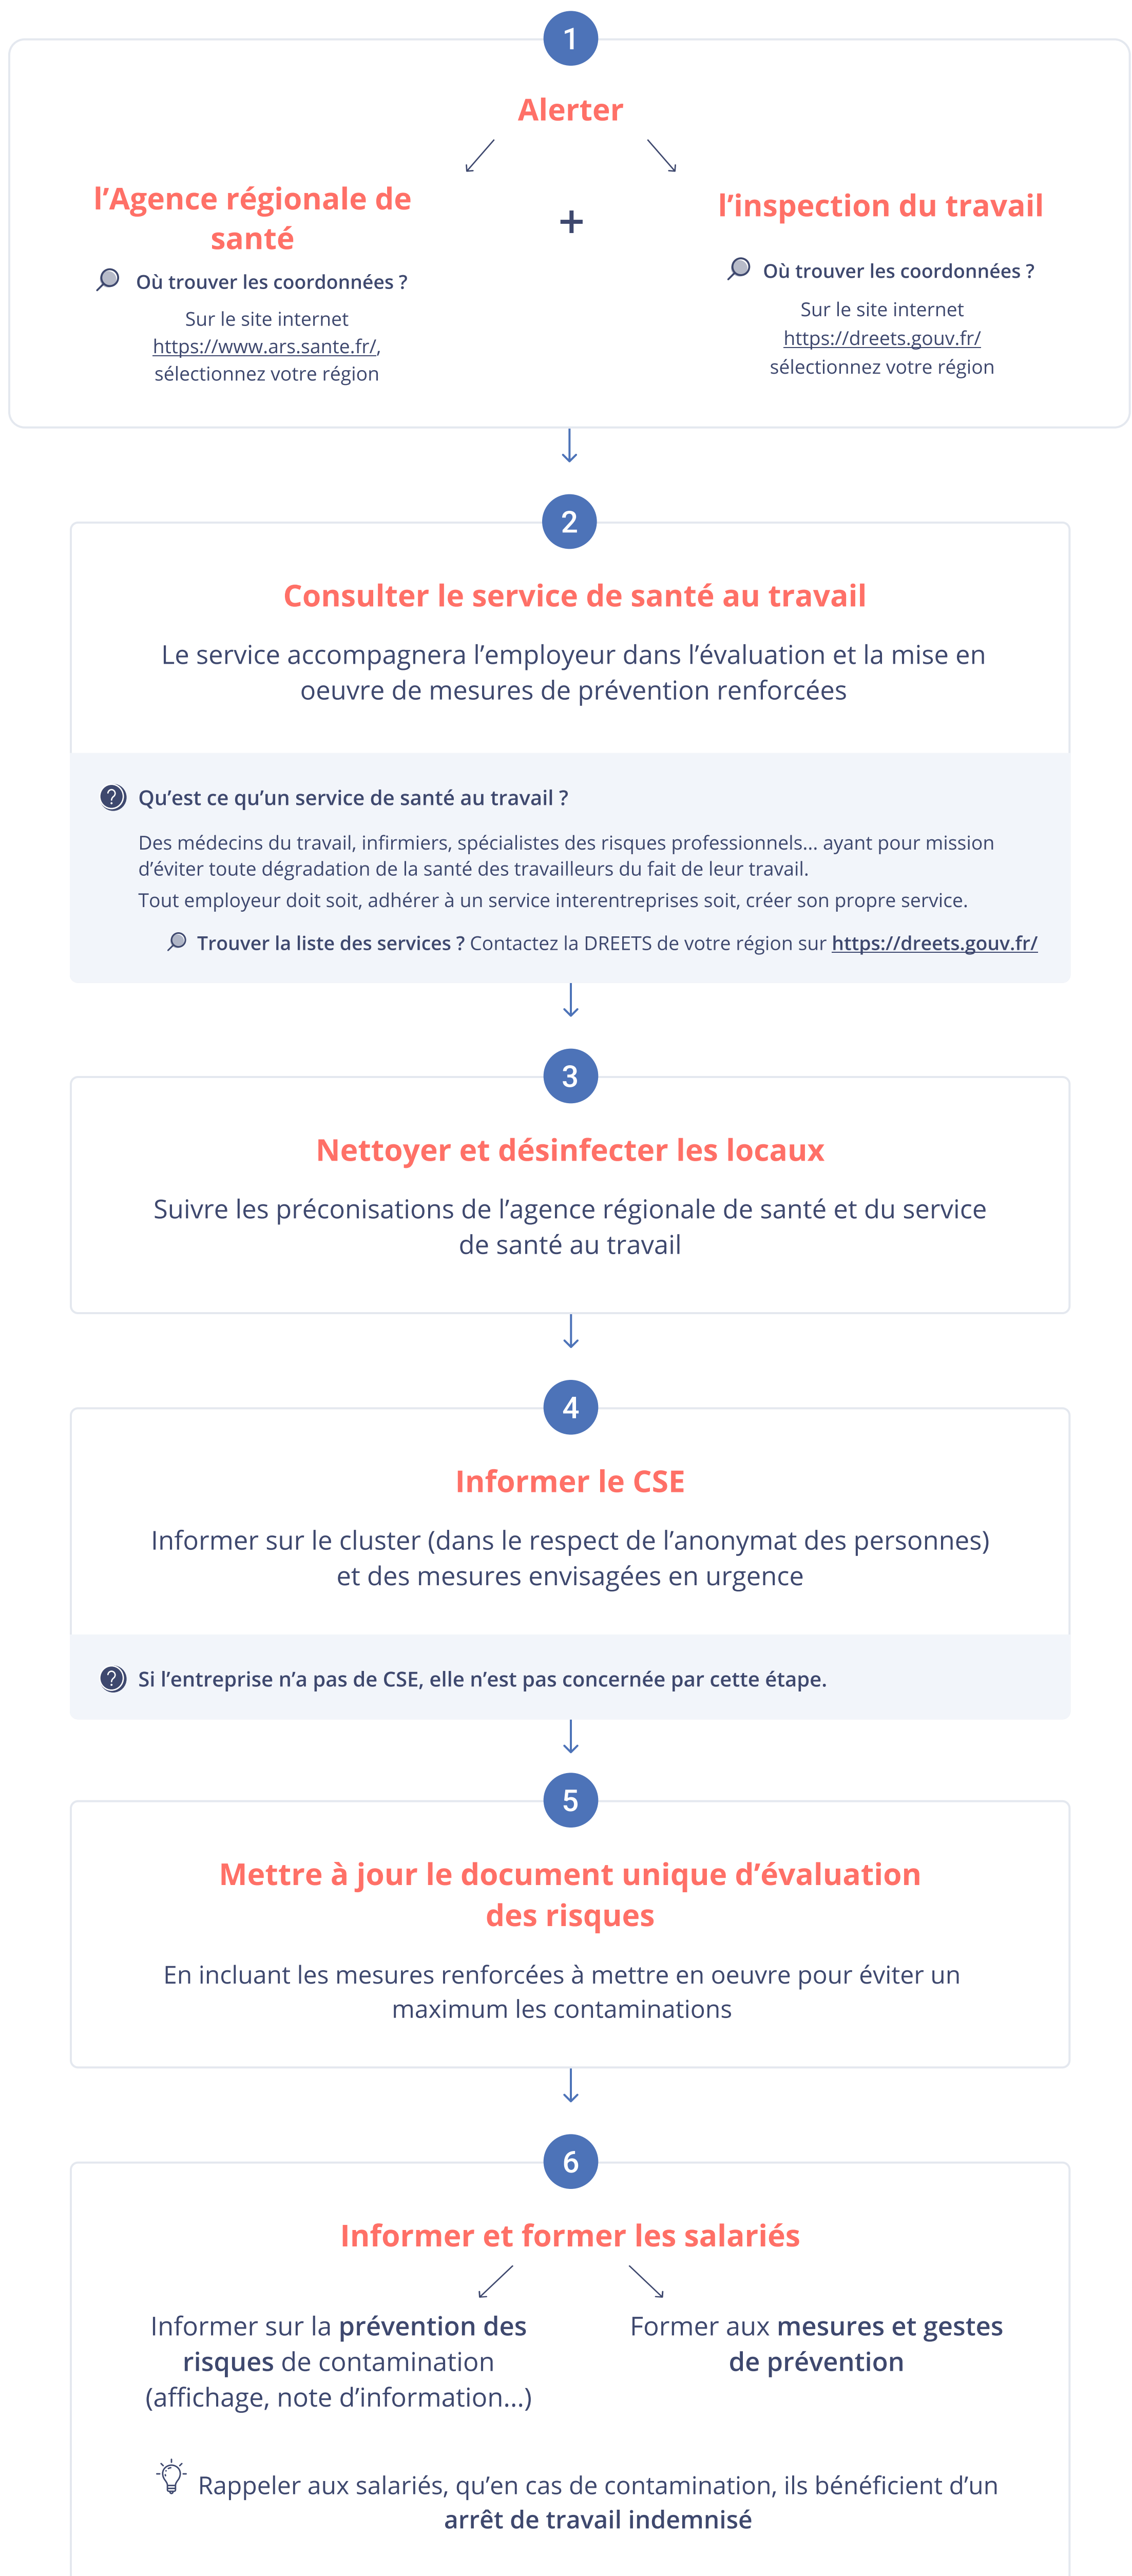 1
Alerter
l’Agence régionale de
santé
Où trouver les coordonnées ?
Sur le site internet
https://www.ars.sante.fr/,
sélectionnez votre région
+
l’inspection du travail
Où trouver les coordonnées ?
Sur le site internet
https://dreets.gouv.fr/
sélectionnez votre région
2
Consulter le service de santé au travail
Le service accompagnera l’employeur dans l’évaluation et la mise en
oeuvre de mesures de prévention renforcées
? Qu’est ce qu’un service de santé au travail ?
Des médecins du travail, infirmiers, spécialistes des risques professionnels... ayant pour mission
d’éviter toute dégradation de la santé des travailleurs du fait de leur travail.
Tout employeur doit soit, adhérer à un service interentreprises soit, créer son propre service.
Trouver la liste des services ? Contactez la DREETS de votre région sur https://dreets.gouv.fr/
3
Nettoyer et désinfecter les locaux
Suivre les préconisations de l’agence régionale de santé et du service
de santé au travail
4
Informer le CSE
Informer sur le cluster (dans le respect de l’anonymat des personnes)
et des mesures envisagées en urgence
? Si l’entreprise n’a pas de CSE, elle n’est pas concernée par cette étape.
5
Mettre à jour le document unique d’évaluation
des risques
En incluant les mesures renforcées à mettre en oeuvre pour éviter un
maximum les contaminations
6
Informer et former les salariés
Informer sur la prévention des
risques de contamination
(affichage, note d’information...)
Former aux mesures et gestes
de prévention
Rappeler aux salariés, qu’en cas de contamination, ils bénéficient d’un
arrêt de travail indemnisé